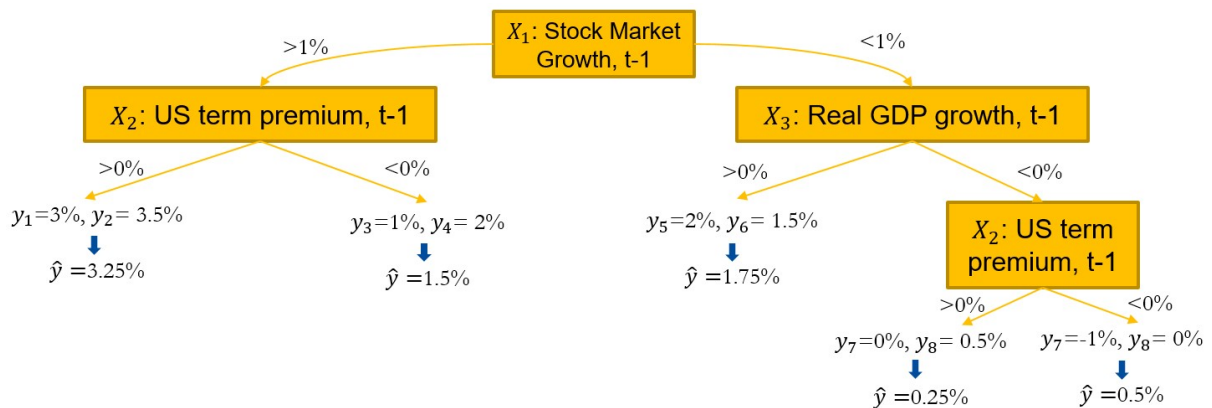 X₁: Stock Market
Growth, t-1
>1%
<1%
X₂: US term premium, t-1
X₃: Real GDP growth, t-1
>0%
<0%
>0%
<0%
y₁=3%, y₂= 3.5%
y₃=1%, y₄= 2%
y₅=2%, y₆= 1.5%
X₂: US term
premium, t-1
ŷ =3.25%
ŷ =1.5%
ŷ =1.75%
>0%
<0%
y₇=0%, y₈= 0.5%
y₇=-1%, y₈= 0%
ŷ =0.25%
ŷ =0.5%